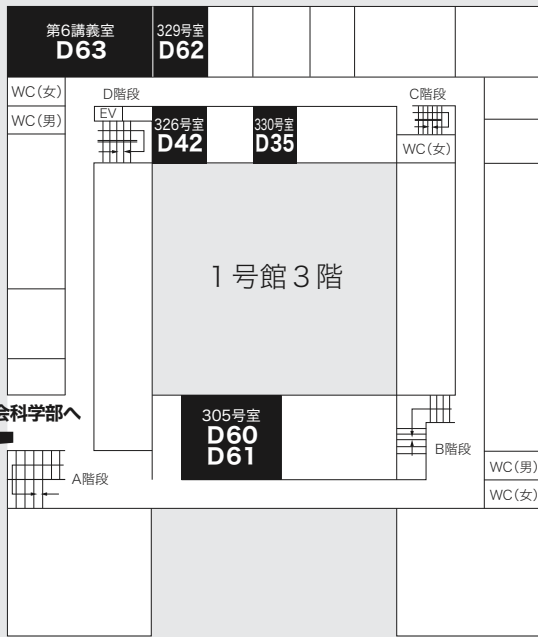 第6講義室
D63
329号室
D62
WC(女)
WC(男)
D階段
EV
326号室
D42
330号室
D35
C階段
WC(女)
1号館3階
会科学部へ
305号室
D60
D61
A階段
B階段
WC(男)
WC(女)